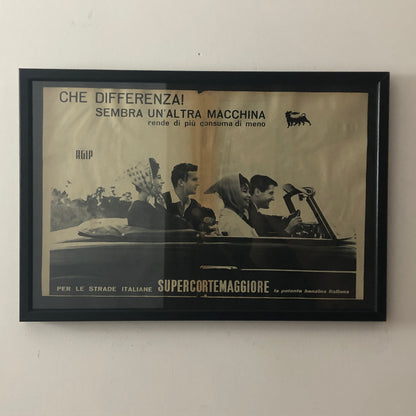 CHE DIFFERENZA!
SEMBRA UN'ALTRA MACCHINA
rende di più consuma di meno
AGIP
PER LE STRADE ITALIANE SUPERCORTEMAGGIORE la potente benzina italiana